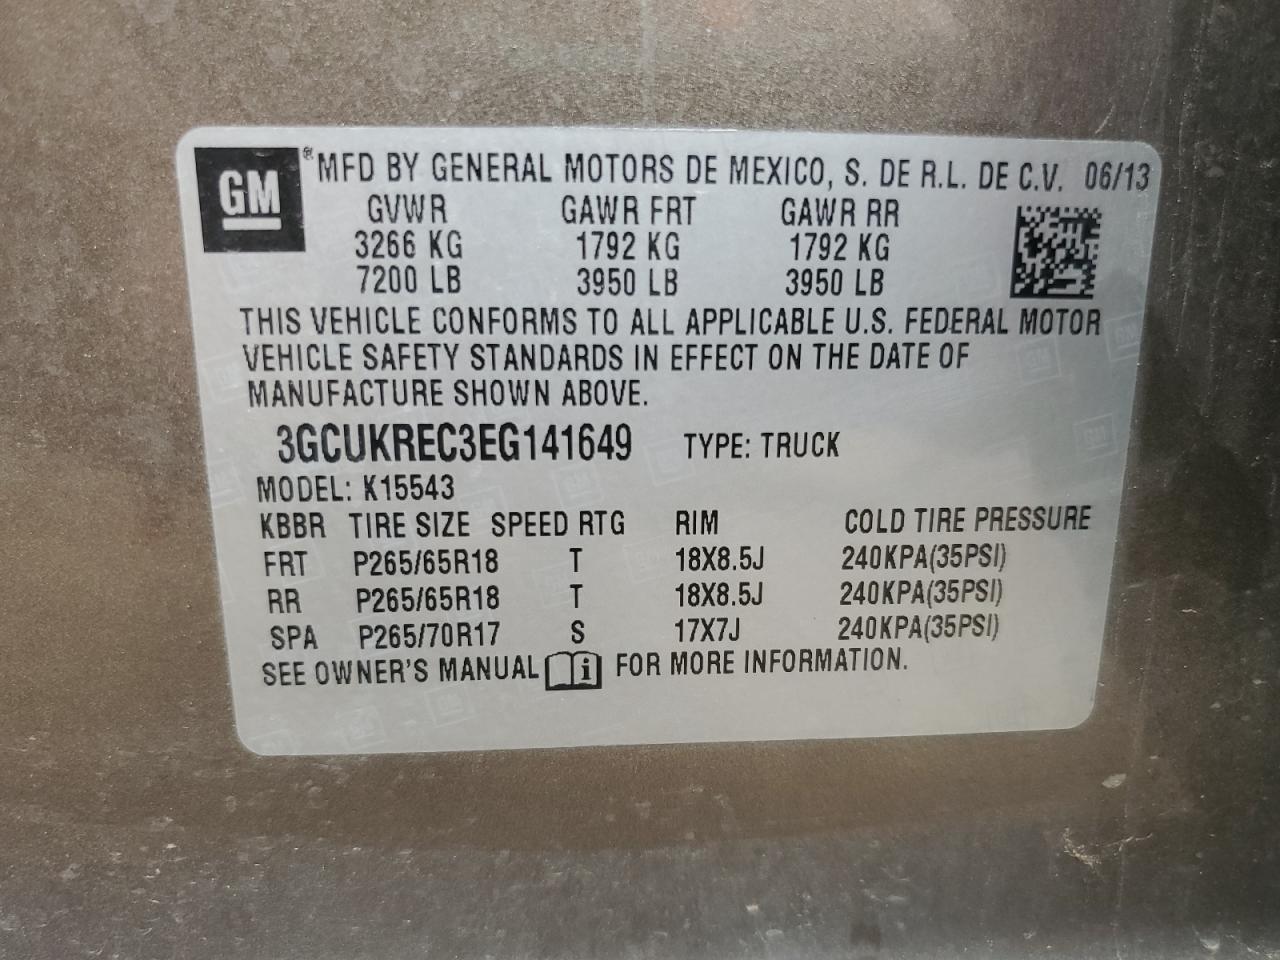 GM ® MFD BY GENERAL MOTORS DE MEXICO, S. DE R.L. DE C.V. 06/13
GVWR GAWR FRT GAWR RR
3266 KG 1792 KG 1792 KG
7200 LB 3950 LB 3950 LB
THIS VEHICLE CONFORMS TO ALL APPLICABLE U.S. FEDERAL MOTOR
VEHICLE SAFETY STANDARDS IN EFFECT ON THE DATE OF
MANUFACTURE SHOWN ABOVE.
3GCUKREC3EG141649 TYPE: TRUCK
MODEL: K15543
KBBR TIRE SIZE SPEED RTG RIM COLD TIRE PRESSURE
FRT P265/65R18 T 18X8.5J 240KPA(35PSI)
RR P265/65R18 T 18X8.5J 240KPA(35PSI)
SPA P265/70R17 S 17X7J 240KPA(35PSI)
SEE OWNER'S MANUAL i FOR MORE INFORMATION.